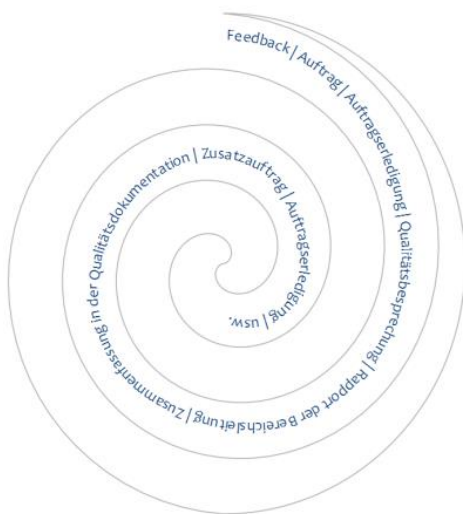 Feedback | Auftrag | Auftragserledigung | Qualitätsbesprechung | Rapport der Bereichsleitung | Zusammenfassung in der Qualitätsdokumentation | Zusatzauftrag | Auftragserledigung | usw.